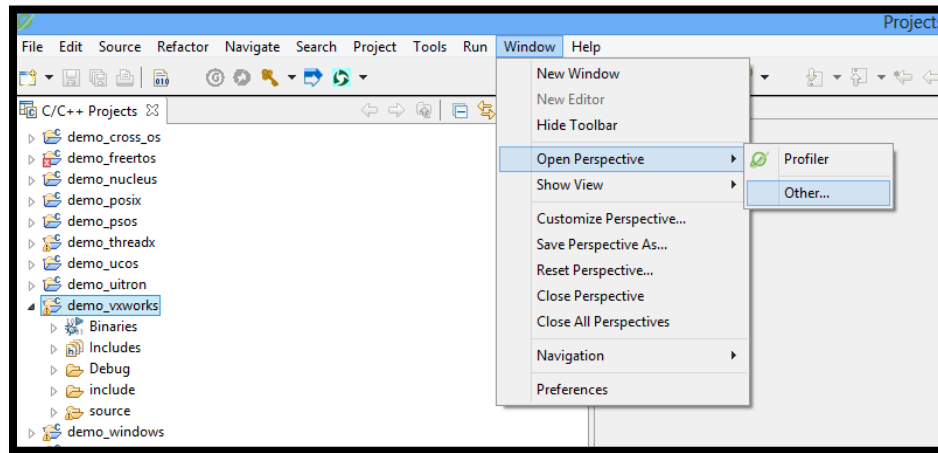 Projects
File Edit Source Refactor Navigate Search Project Tools Run Window Help
C/C++ Projects
demo_cross_os
demo_freertos
demo_nucleus
demo_posix
demo_psos
demo_threadx
demo_ucos
demo_uitron
demo_vxworks
Binaries
Includes
Debug
include
source
demo_windows
New Window
New Editor
Hide Toolbar
Open Perspective
Show View
Customize Perspective...
Save Perspective As...
Reset Perspective...
Close Perspective
Close All Perspectives
Navigation
Preferences
Profiler
Other...